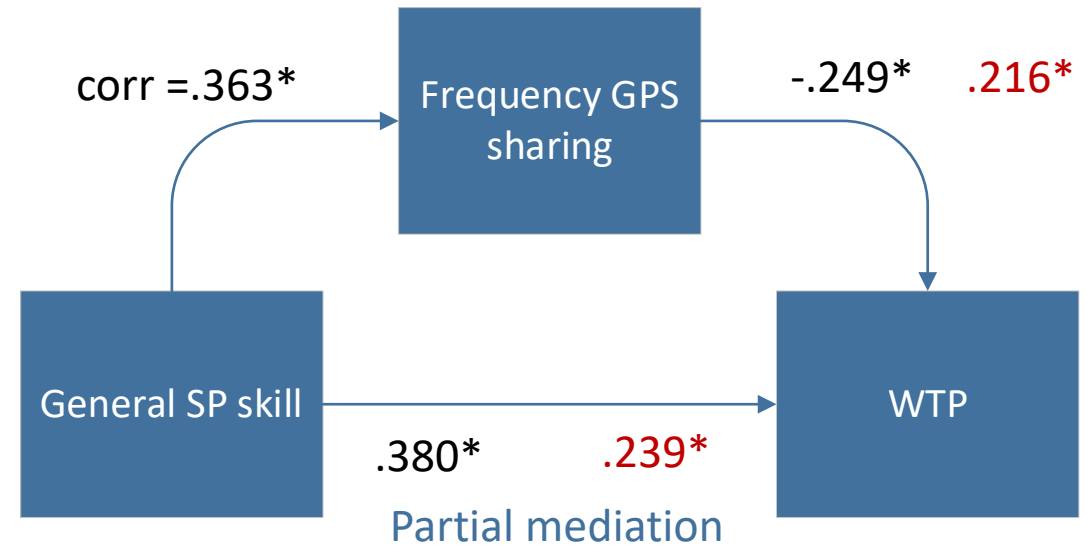 corr =.363*
Frequency GPS
sharing
-.249*
.216*
General SP skill
WTP
.380*
.239*
Partial mediation